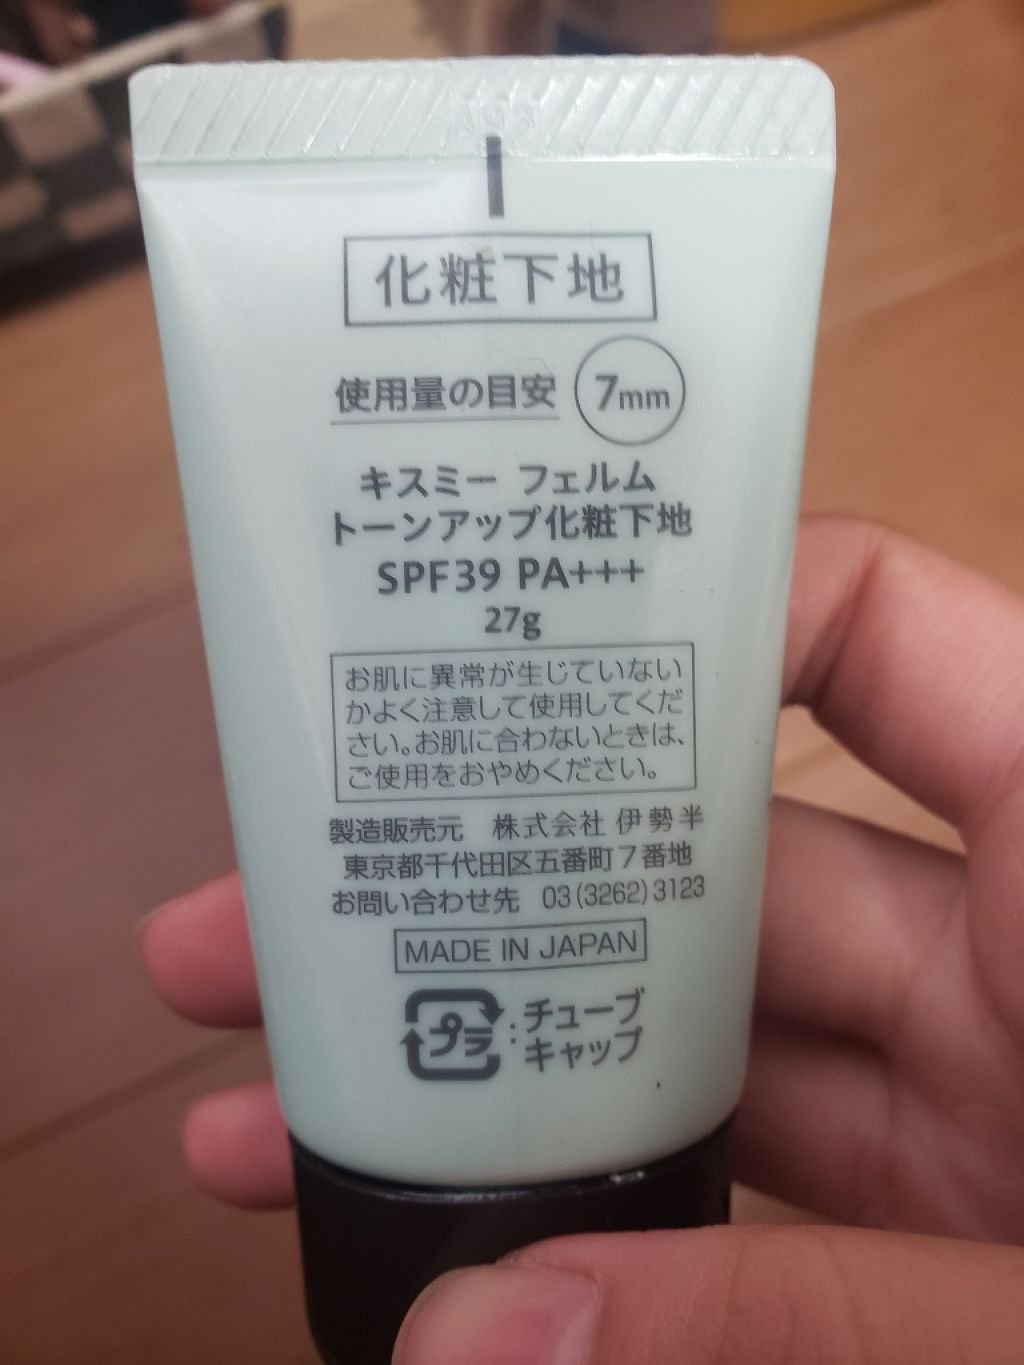 化粧下地
使用量の目安 7mm
キスミー フェルム
トーンアップ化粧下地
SPF39 PA+++
27g
お肌に異常が生じていない
かよく注意して使用してくだ
さい。お肌に合わないときは、
ご使用をおやめください。
製造販売元 株式会社 伊勢半
東京都千代田区五番町7番地
お問い合わせ先 03(3262)3123
MADE IN JAPAN
プラ:チューブ
キャップ